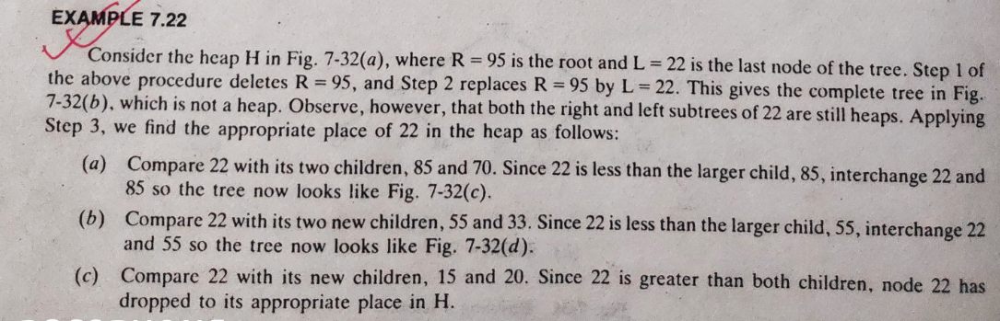 EXAMPLE 7.22
Consider the heap H in Fig. 7-32(a), where R = 95 is the root and L = 22 is the last node of the tree. Step 1 of
the above procedure deletes R = 95, and Step 2 replaces R = 95 by L = 22. This gives the complete tree in Fig.
7-32(b), which is not a heap. Observe, however, that both the right and left subtrees of 22 are still heaps. Applying
Step 3, we find the appropriate place of 22 in the heap as follows:
(a) Compare 22 with its two children, 85 and 70. Since 22 is less than the larger child, 85, interchange 22 and
85 so the tree now looks like Fig. 7-32(c).
(b) Compare 22 with its two new children, 55 and 33. Since 22 is less than the larger child, 55, interchange 22
and 55 so the tree now looks like Fig. 7-32(d).
(c) Compare 22 with its new children, 15 and 20. Since 22 is greater than both children, node 22 has
dropped to its appropriate place in H.